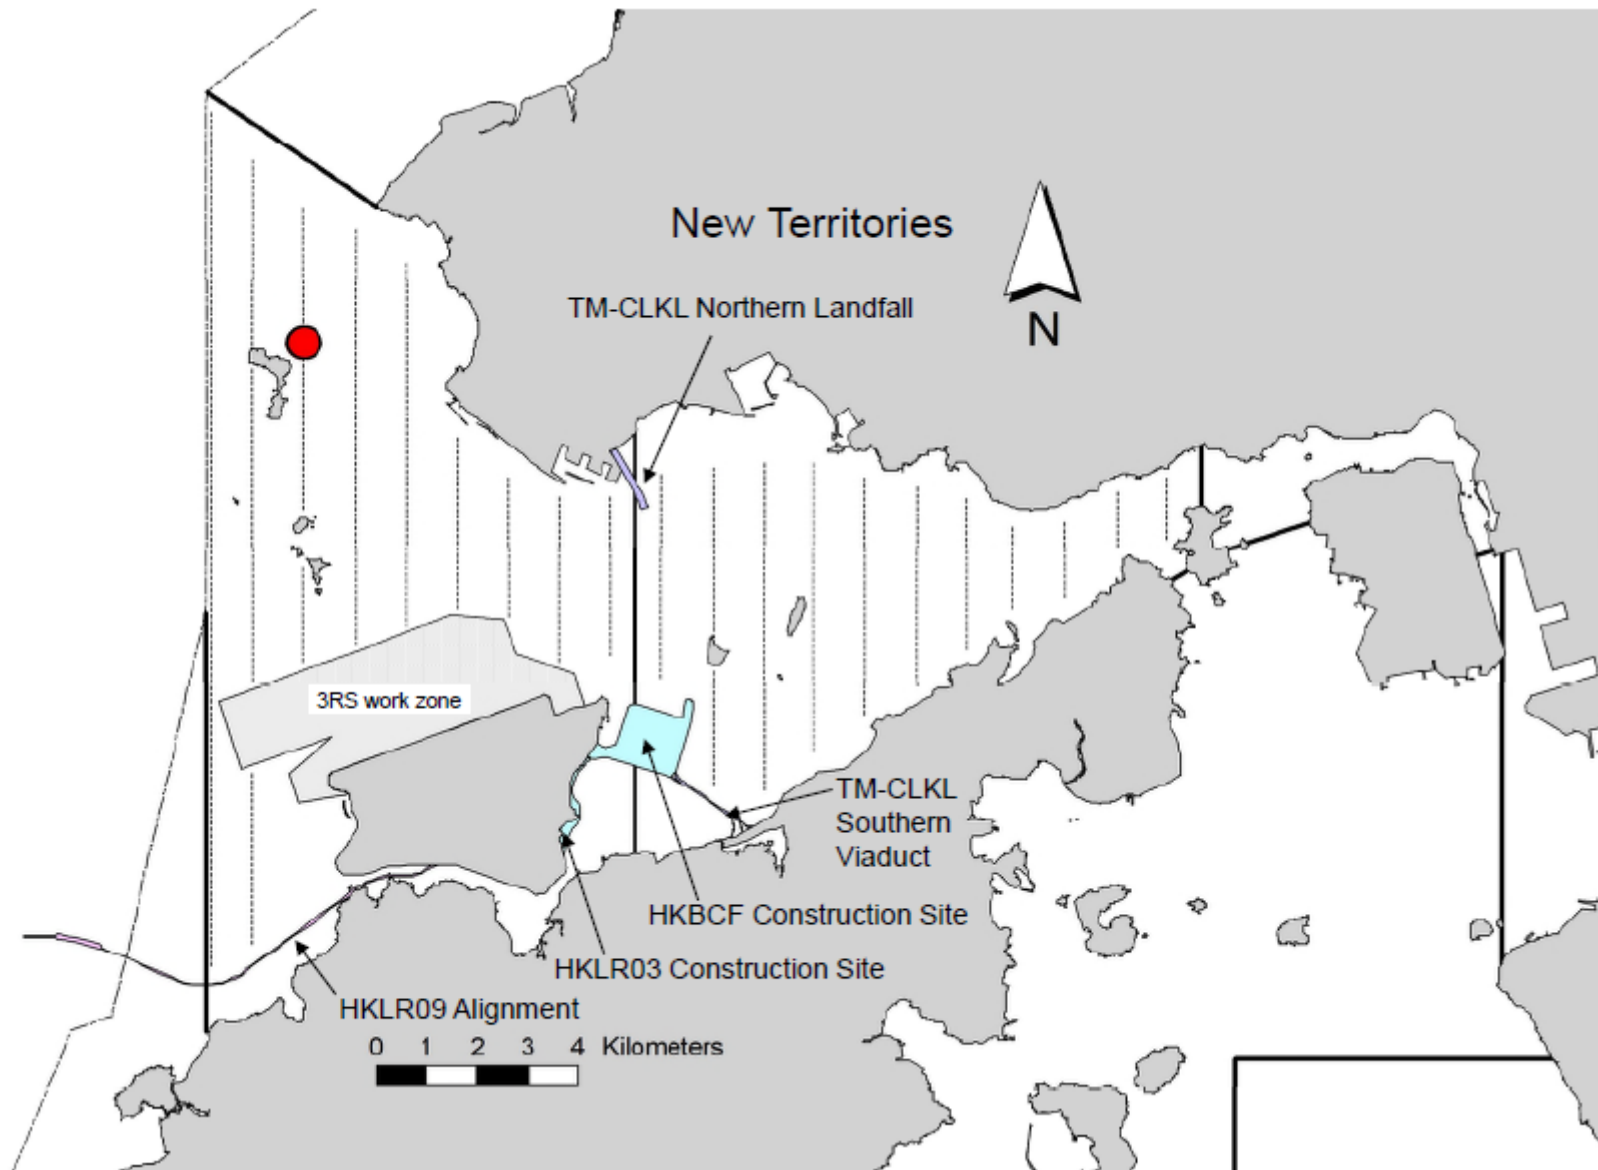 New Territories
TM-CLKL Northern Landfall
N
3RS work zone
TM-CLKL
Southern
Viaduct
HKBCF Construction Site
HKLR03 Construction Site
HKLR09 Alignment
0 1 2 3 4 Kilometers